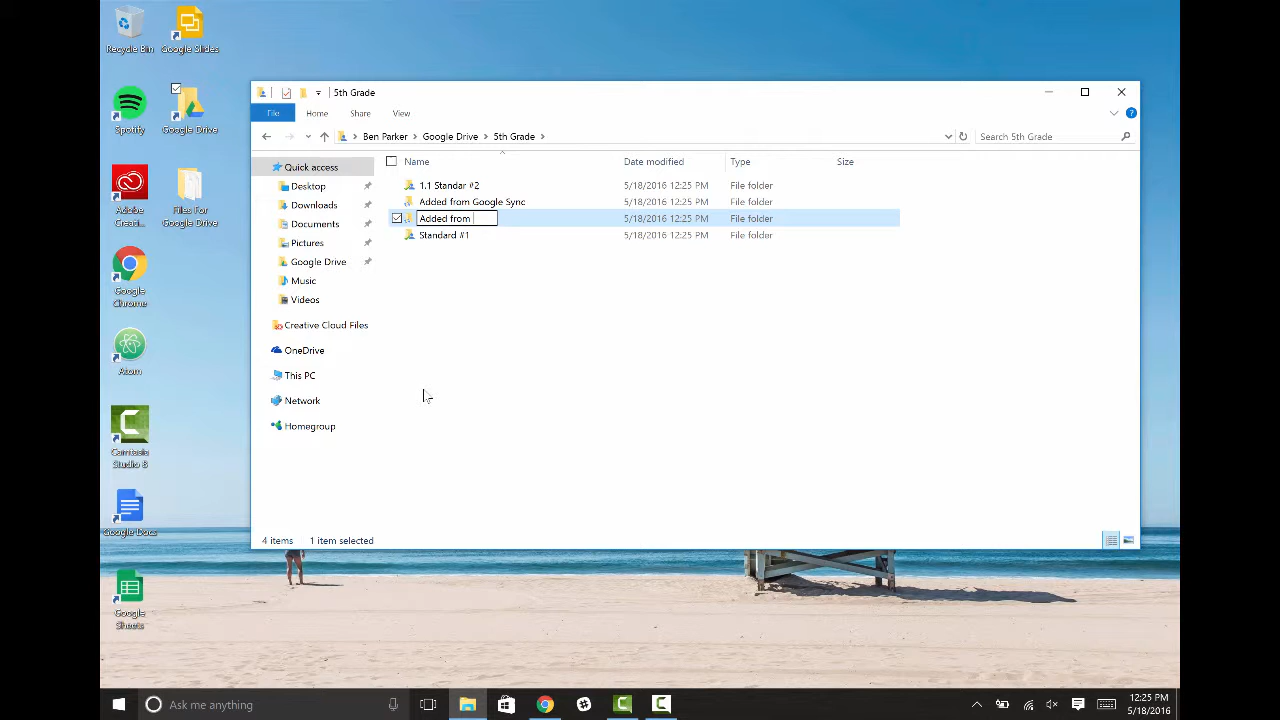 Recycle Bin
Google Slides
Spotify
Google Drive
Adobe
Creati...
Files For
Google Drive
Google
Chrome
Atom
Camtasia
Studio 8
Google Docs
Google
Sheets
5th Grade
File Home Share View
Ben Parker Google Drive 5th Grade
Search 5th Grade
Quick access
Desktop
Downloads
Documents
Pictures
Google Drive
Music
Videos
Creative Cloud Files
OneDrive
This PC
Network
Homegroup
Name Date modified Type Size
1.1 Standar #2 5/18/2016 12:25 PM File folder
Added from Google Sync 5/18/2016 12:25 PM File folder
Added from 5/18/2016 12:25 PM File folder
Standard #1 5/18/2016 12:25 PM File folder
4 items 1 item selected
Ask me anything
12:25 PM
5/18/2016